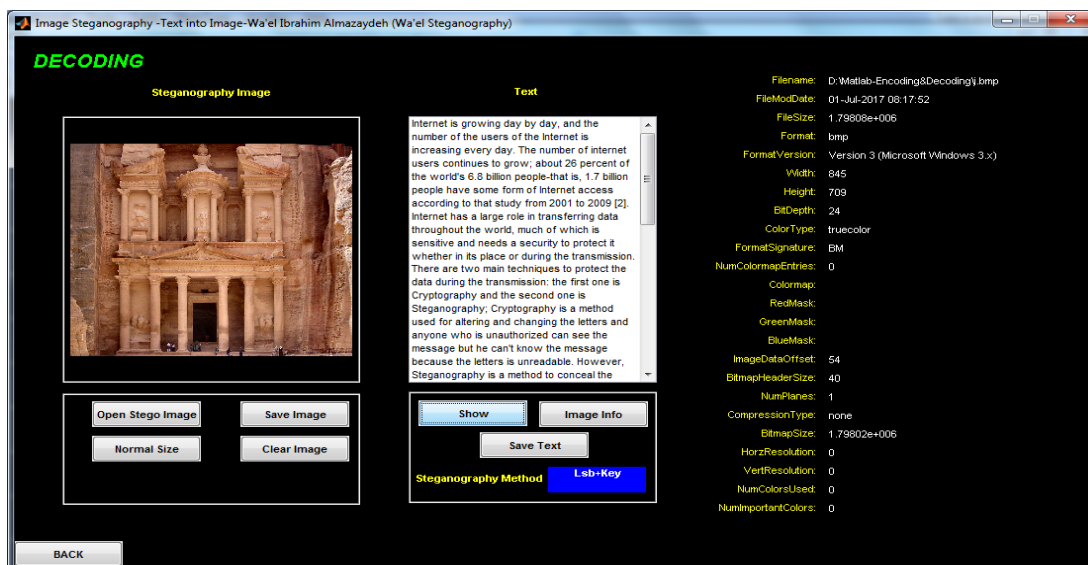 Image Steganography -Text into Image-Wa'el Ibrahim Almazaydeh (Wa'el Steganography)
DECODING
Steganography Image
Text
Internet is growing day by day, and the
number of the users of the Internet is
increasing every day. The number of internet
users continues to grow; about 26 percent of
the world's 6.8 billion people-that is, 1.7 billion
people have some form of Internet access
according to that study from 2001 to 2009 [2].
Internet has a large role in transferring data
throughout the world, much of which is
sensitive and needs a security to protect it
whether in its place or during the transmission.
There are two main techniques to protect the
data during the transmission: the first one is
Cryptography and the second one is
Steganography; Cryptography is a method
used for altering and changing the letters and
anyone who is unauthorized can see the
message but he can't know the message
because the letters is unreadable. However,
Steganography is a method to conceal the
Open Stego Image
Save Image
Normal Size
Clear Image
Show
Image Info
Save Text
Steganography Method
Lsb+Key
Filename: D:\Matlab-Encoding&Decoding\j.bmp
FileModDate: 01-Jul-2017 08:17:52
FileSize: 1.79808e+006
Format: bmp
FormatVersion: Version 3 (Microsoft Windows 3.x)
Width: 845
Height: 709
BitDepth: 24
ColorType: truecolor
FormatSignature: BM
NumColormapEntries: 0
Colormap:
RedMask:
GreenMask:
BlueMask:
ImageDataOffset: 54
BitmapHeaderSize: 40
NumPlanes: 1
CompressionType: none
BitmapSize: 1.79802e+006
HorzResolution: 0
VertResolution: 0
NumColorsUsed: 0
NumImportantColors: 0
BACK